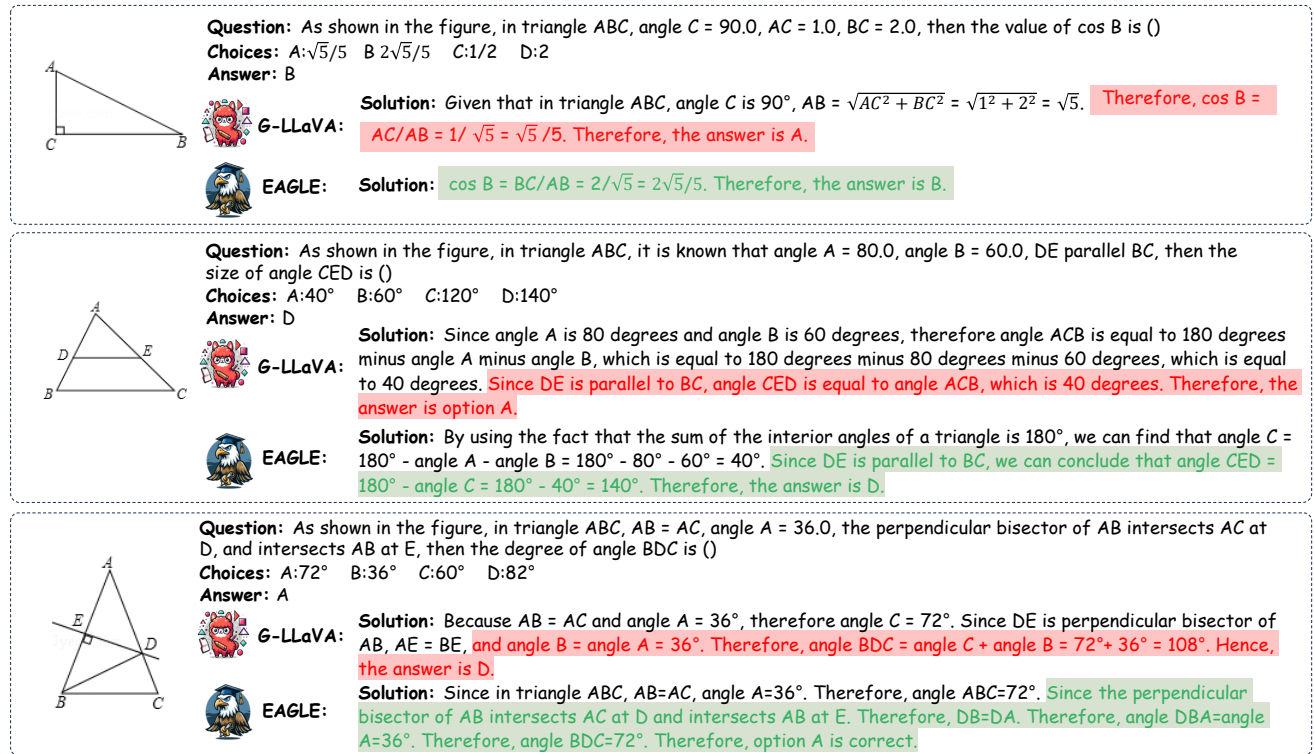 Question: As shown in the figure, in triangle ABC, angle C = 90.0, AC = 1.0, BC = 2.0, then the value of cos B is ()
Choices: A:√5/5 B 2√5/5 C:1/2 D:2
Answer: B
A
C
B
G-LLaVA:
Solution: Given that in triangle ABC, angle C is 90°, AB = √AC² + BC² = √1² + 2² = √5. Therefore, cos B =
AC/AB = 1/ √5 = √5 /5. Therefore, the answer is A.
EAGLE:
Solution: cos B = BC/AB = 2/√5 = 2√5/5. Therefore, the answer is B.
Question: As shown in the figure, in triangle ABC, it is known that angle A = 80.0, angle B = 60.0, DE parallel BC, then the
size of angle CED is ()
Choices: A:40° B:60° C:120° D:140°
Answer: D
A
D
E
B
C
G-LLaVA:
Solution: Since angle A is 80 degrees and angle B is 60 degrees, therefore angle ACB is equal to 180 degrees
minus angle A minus angle B, which is equal to 180 degrees minus 80 degrees minus 60 degrees, which is equal
to 40 degrees. Since DE is parallel to BC, angle CED is equal to angle ACB, which is 40 degrees. Therefore, the
answer is option A.
EAGLE:
Solution: By using the fact that the sum of the interior angles of a triangle is 180°, we can find that angle C =
180° - angle A - angle B = 180° - 80° - 60° = 40°. Since DE is parallel to BC, we can conclude that angle CED =
180° - angle C = 180° - 40° = 140°. Therefore, the answer is D.
Question: As shown in the figure, in triangle ABC, AB = AC, angle A = 36.0, the perpendicular bisector of AB intersects AC at
D, and intersects AB at E, then the degree of angle BDC is ()
Choices: A:72° B:36° C:60° D:82°
Answer: A
A
E
D
B
C
G-LLaVA:
Solution: Because AB = AC and angle A = 36°, therefore angle C = 72°. Since DE is perpendicular bisector of
AB, AE = BE, and angle B = angle A = 36°. Therefore, angle BDC = angle C + angle B = 72°+ 36° = 108°. Hence,
the answer is D.
EAGLE:
Solution: Since in triangle ABC, AB=AC, angle A=36°. Therefore, angle ABC=72°. Since the perpendicular
bisector of AB intersects AC at D and intersects AB at E. Therefore, DB=DA. Therefore, angle DBA=angle
A=36°. Therefore, angle BDC=72°. Therefore, option A is correct.